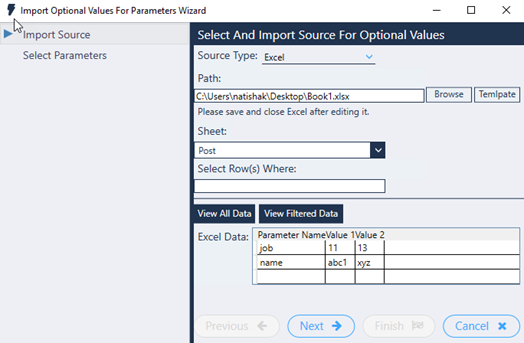 Import Optional Values For Parameters Wizard
Import Source
Select Parameters
Select And Import Source For Optional Values
Source Type: Excel
Path:
C:\Users\natishak\Desktop\Book1.xlsx Browse Temlpate
Please save and close Excel after editing it.
Sheet:
Post
Select Row(s) Where:
View All Data View Filtered Data
Excel Data: Parameter Name Value 1 Value 2
job 11 13
name abc1 xyz
Previous Next Finish Cancel